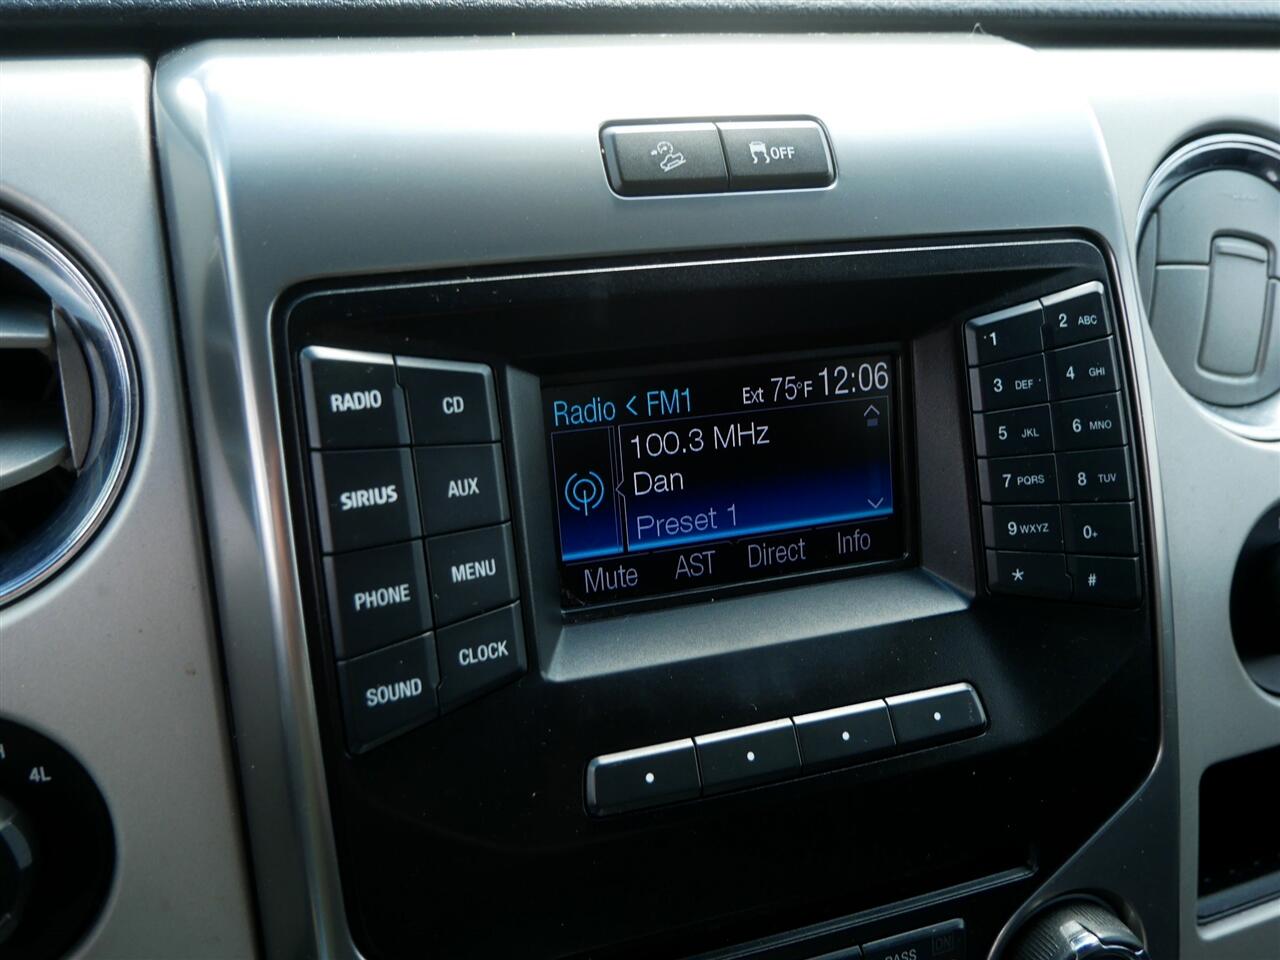 OFF
RADIO
CD
SIRIUS
AUX
PHONE
MENU
SOUND
CLOCK
Radio < FM1
Ext 75°F 12:06
100.3 MHz
Dan
Preset 1
Mute AST Direct Info
1
2 ABC
3 DEF
4 GHI
5 JKL
6 MNO
7 PQRS
8 TUV
9 WXYZ
0+
*
#
4L
PASS
ON